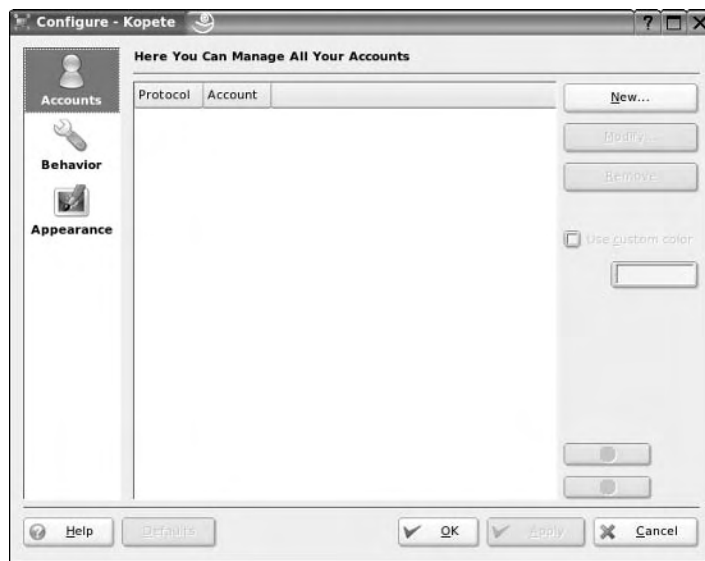 Configure - Kopete
Here You Can Manage All Your Accounts
Accounts
Behavior
Appearance
Protocol Account
New...
Modify...
Remove
Use custom color
Help
Defaults
OK
Apply
Cancel